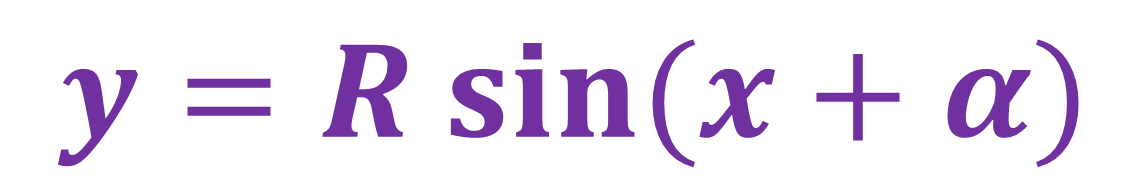 y = R sin(x + α)